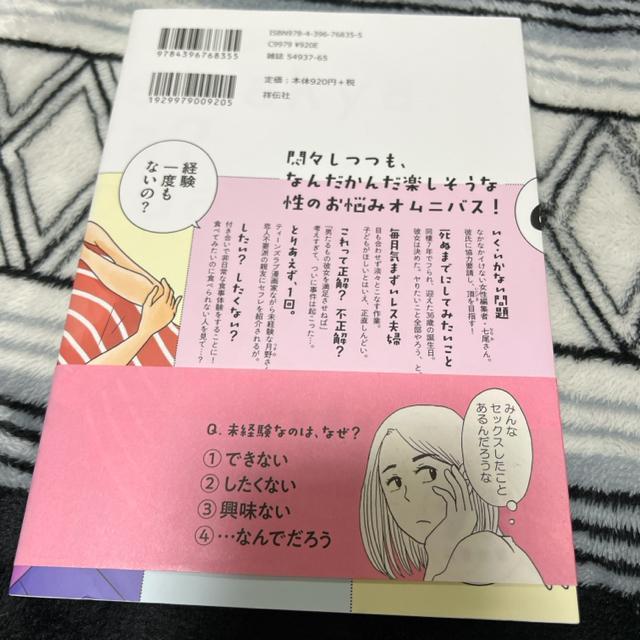 ISBN978-4-396-76835-5
C9979 ¥920E
雑誌 54937-65
9784396768355
定価：本体920円＋税
祥伝社
1929979009205
経験
一度も
ないの？
悶々しつつも、
なんだかんだ楽しそうな
性のお悩みオムニバス！
いく・いかない問題
なかなかイけない女性編集者・七尾さん。
彼氏に協力要請し、頂を目指す！
死ぬまでにしてみたいこと
同棲7年でフられ、迎えた36歳の誕生日、
彼女は決めた。ヤりたいこと全部やろう、と。
毎月気まずいレス夫婦
目も合わせず淡々とこなす作業。
子どもがほしいとはいえ、正直しんどい。
これって正解？ 不正解？
「男たるもの彼女を満足させねば」
考えすぎて、ついに事件は起こった…。
とりあえず、1回。
ティーンズラブ漫画家ながら未経験な月野さん。
恋人不要派の親友にセフレを紹介されるが。
したい？ したくない？
付き合いで非日常な食事体験をすることに！
食べてみたいのに食べられない人を見て…？
みんな
セックスしたこと
あるんだろうな
Q. 未経験なのは、なぜ？
① できない
② したくない
③ 興味ない
④ …なんでだろう